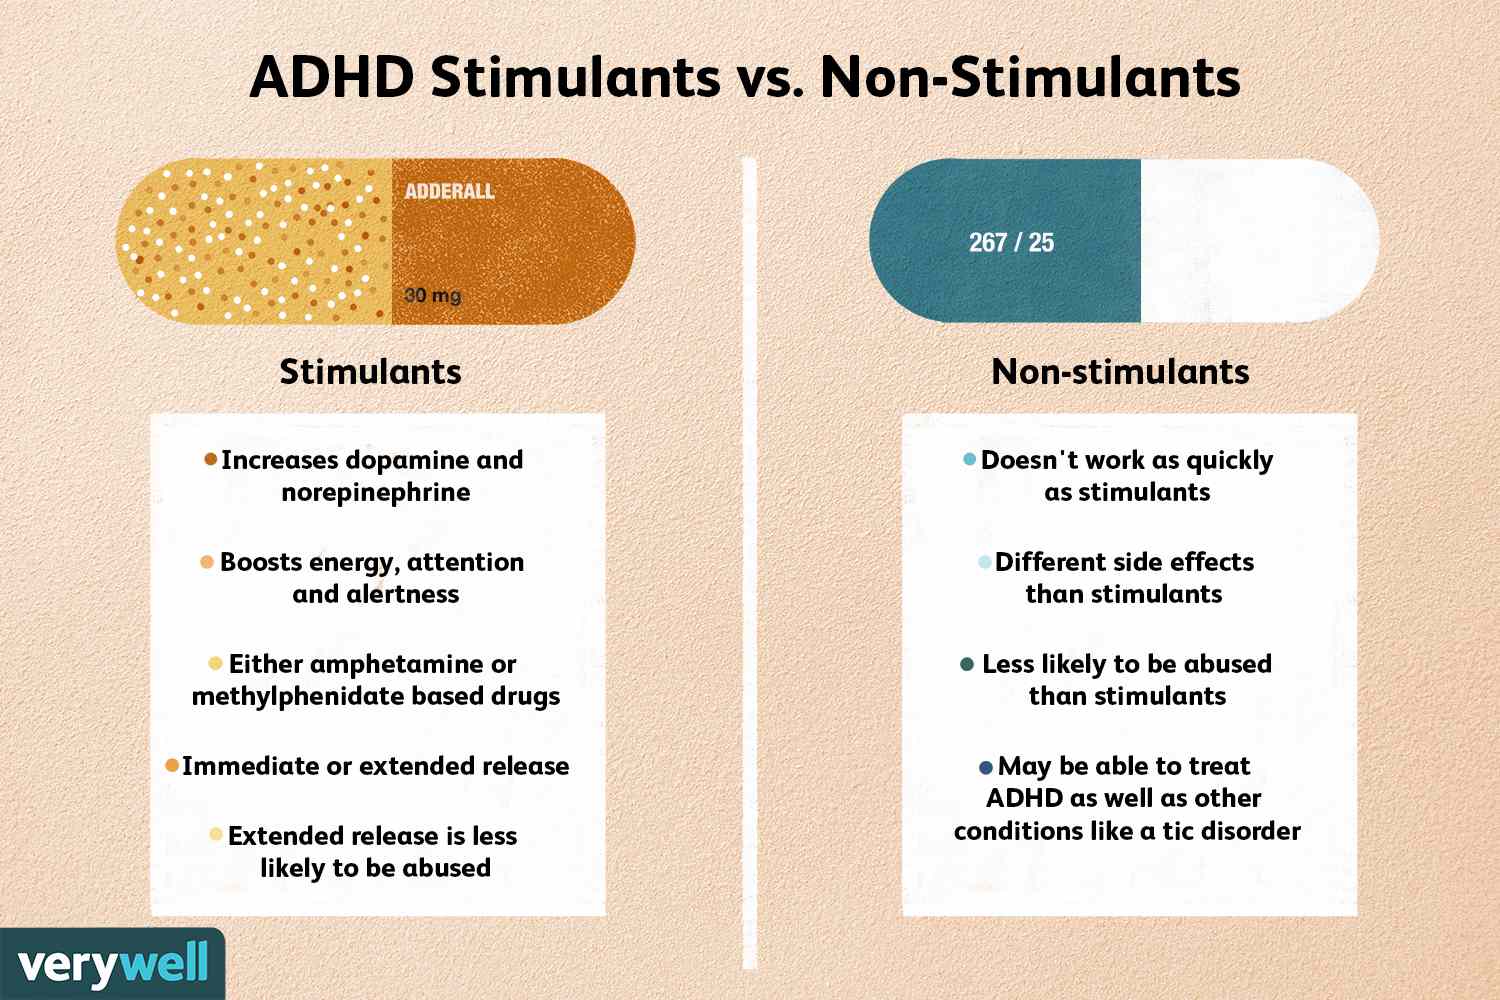 ADHD Stimulants vs. Non-Stimulants
ADDERALL
30 mg
Stimulants
Increases dopamine and
norepinephrine
Boosts energy, attention
and alertness
Either amphetamine or
methylphenidate based drugs
Immediate or extended release
Extended release is less
likely to be abused
267 / 25
Non-stimulants
Doesn't work as quickly
as stimulants
Different side effects
than stimulants
Less likely to be abused
than stimulants
May be able to treat
ADHD as well as other
conditions like a tic disorder
verywell